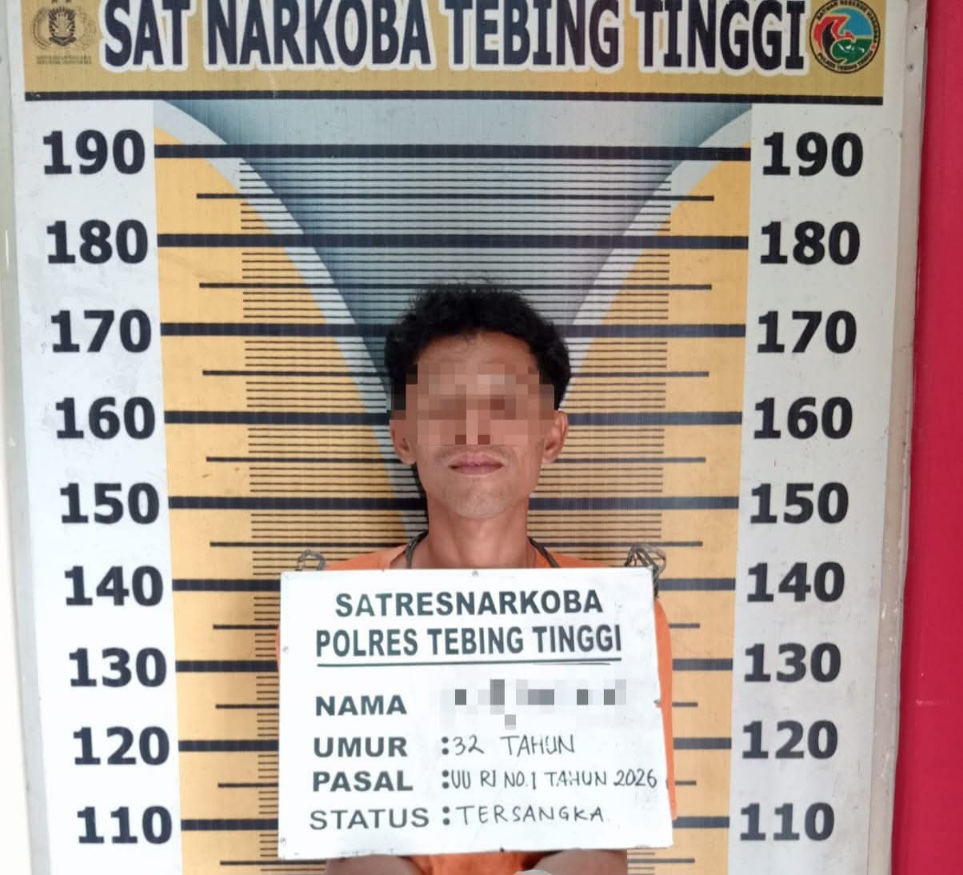 SAT NARKOBA TEBING TINGGI
190 190
180 180
170 170
160 160
150 150
140 140
130 130
120 120
110 110
SATRESNARKOBA
POLRES TEBING TINGGI
NAMA
UMUR : 32 TAHUN
PASAL : UU RI NO.1 TAHUN 2026
STATUS : TERSANGKA